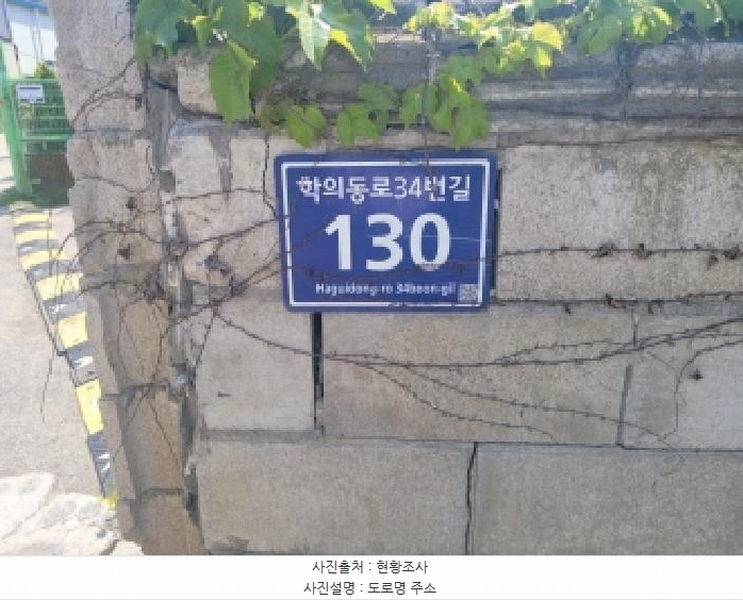 학의동로34번길
130
Haguidong-ro 34beon-gil
사진출처 : 현황조사
사진설명 : 도로명 주소